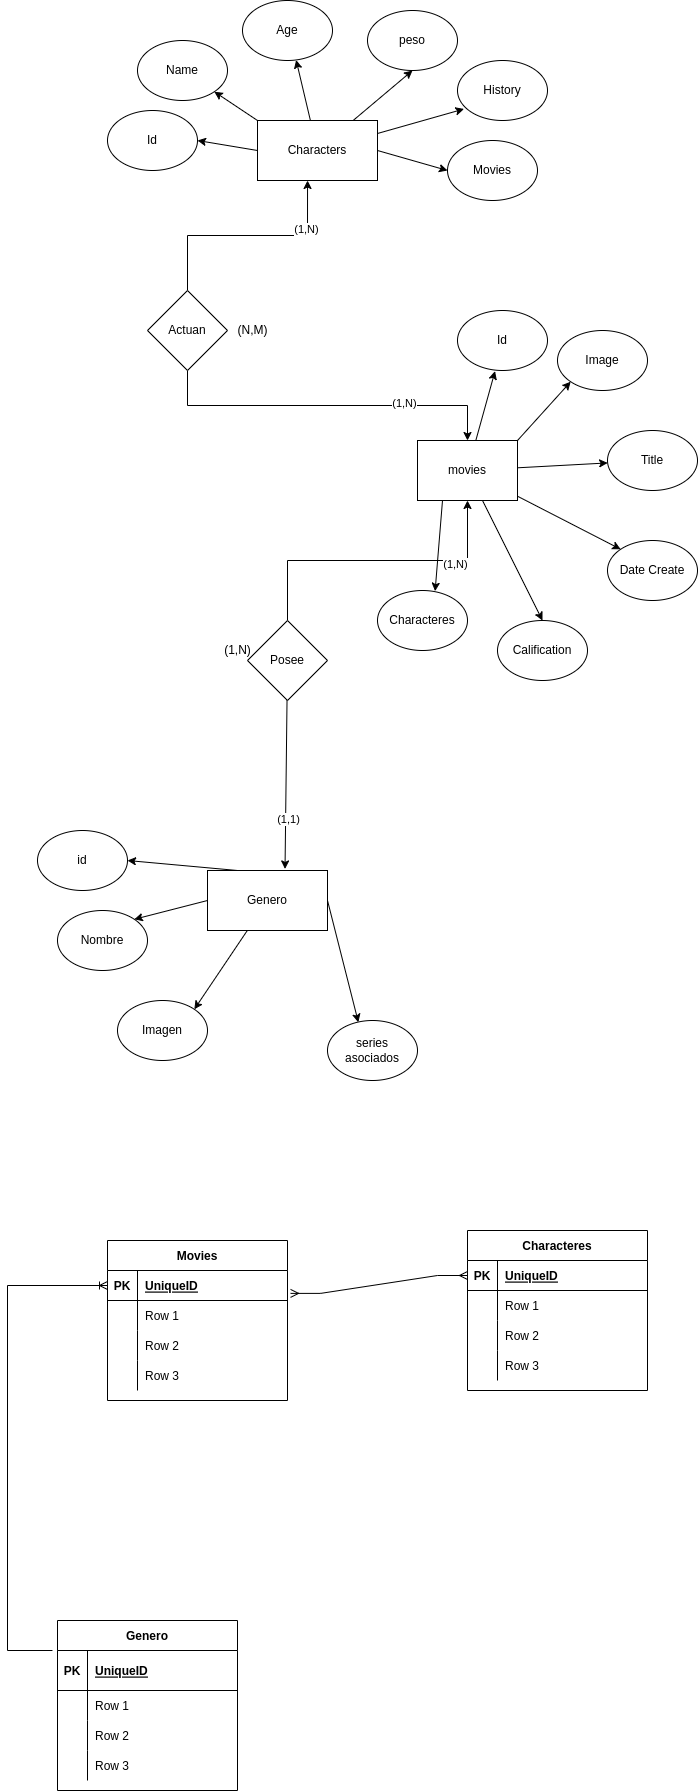 Age
peso
Name
History
Id
Characters
Movies
(1,N)
Actuan
(N,M)
Id
Image
(1,N)
movies
Title
(1,N)
Date Create
Characteres
Calification
(1,N)
Posee
(1,1)
id
Genero
Nombre
Imagen
series
asociados
Movies
PK UniqueID
Row 1
Row 2
Row 3
Characteres
PK UniqueID
Row 1
Row 2
Row 3
Genero
PK UniqueID
Row 1
Row 2
Row 3